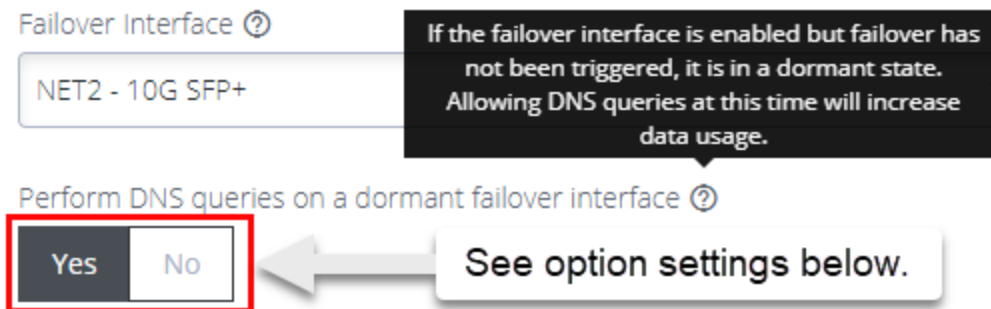 Failover Interface
NET2 - 10G SFP+
If the failover interface is enabled but failover has
not been triggered, it is in a dormant state.
Allowing DNS queries at this time will increase
data usage.
Perform DNS queries on a dormant failover interface
Yes No
See option settings below.